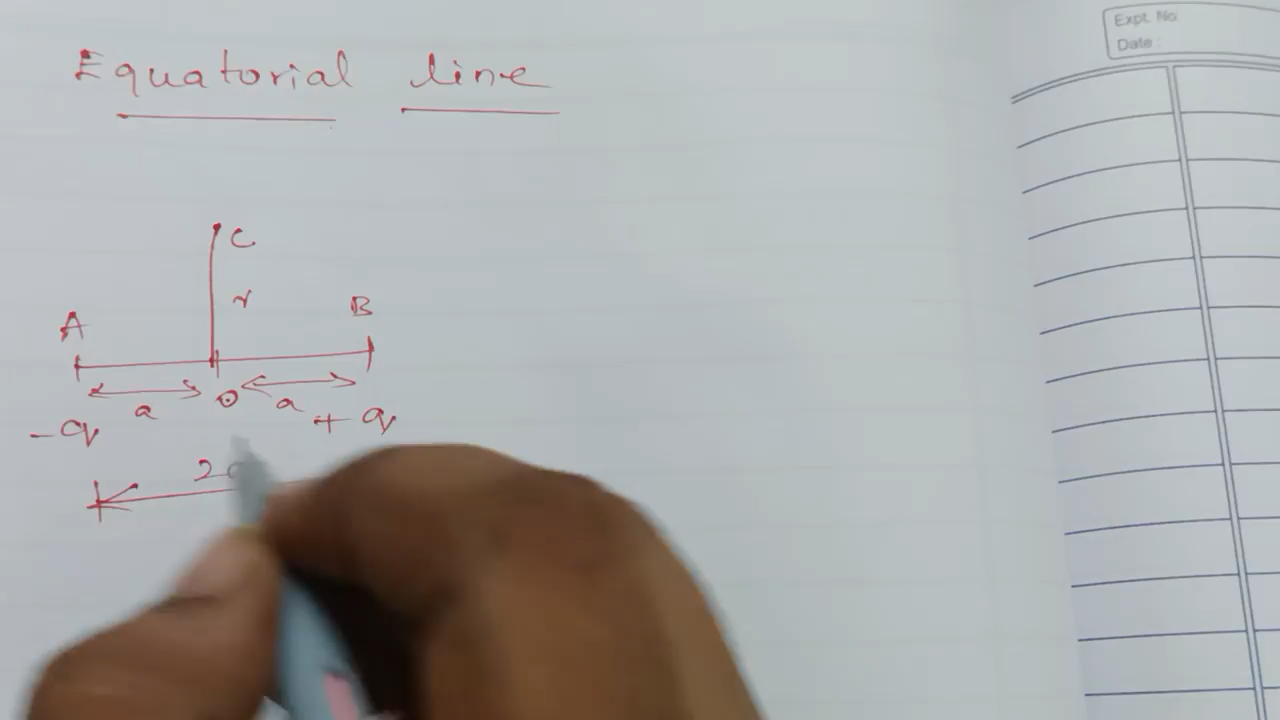 Equatorial line
Expt. No
Date :
C
r
A
B
a
O
a
-q
+q